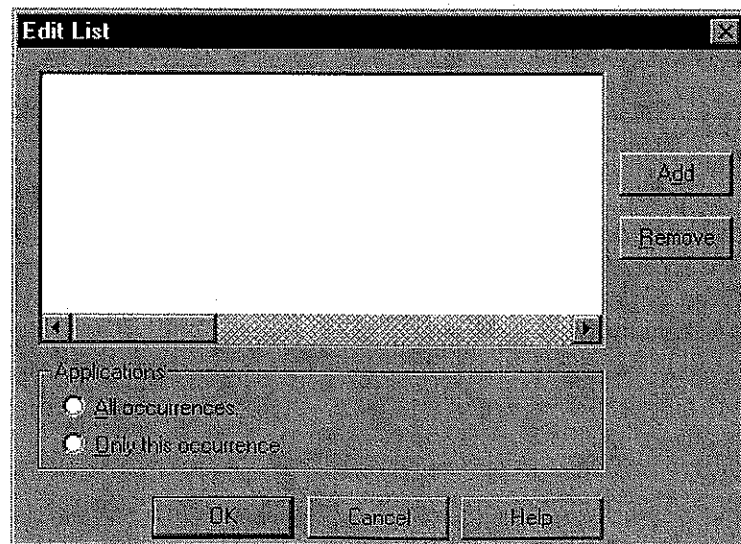 Edit List
Add
Remove
Applications
All occurrences
Only this occurrence
OK Cancel Help